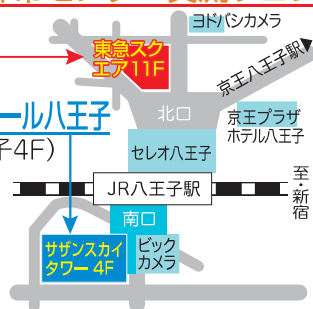 ヨドバシカメラ
東急スク
エア11F
京王八王子駅
北口
京王プラザ
ホテル八王子
ール八王子
子4F）
セレオ八王子
JR八王子駅
至・新宿
南口
サザンスカイ
タワー 4F
ビック
カメラ